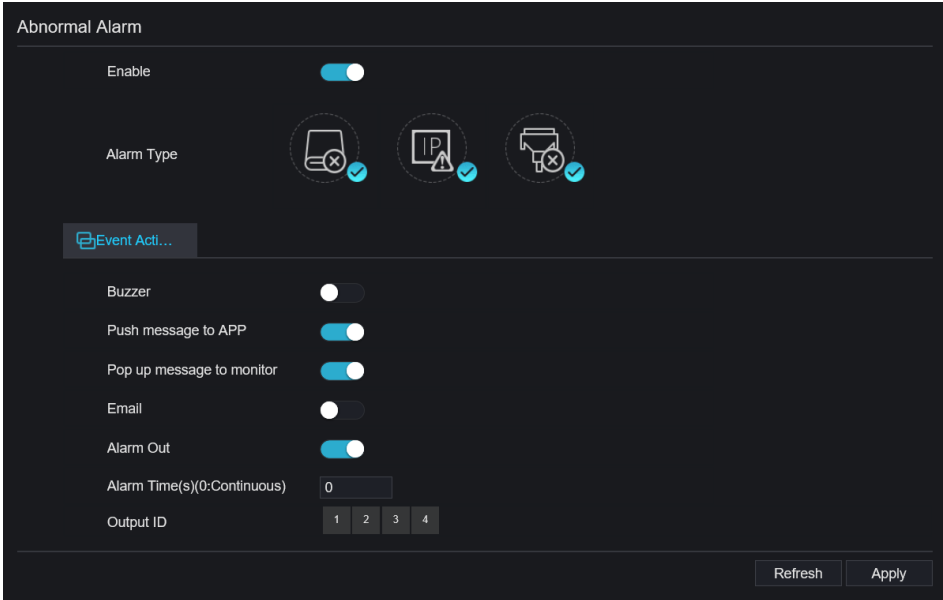 Abnormal Alarm
Enable
Alarm Type
IP
Event Acti...
Buzzer
Push message to APP
Pop up message to monitor
Email
Alarm Out
Alarm Time(s)(0:Continuous) 0
Output ID 1 2 3 4
Refresh Apply